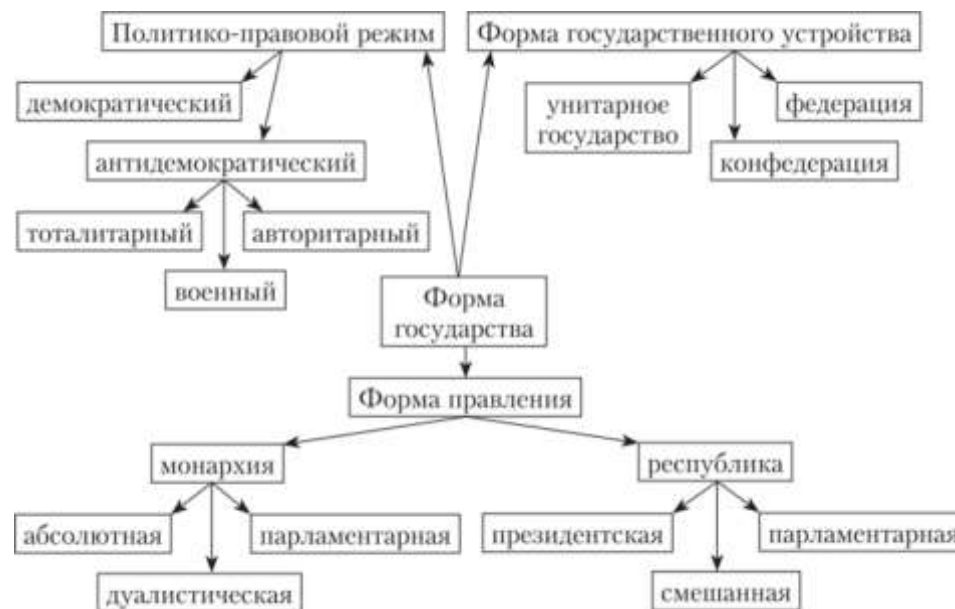 Политико-правовой режим
Форма государственного устройства
демократический
унитарное
государство
федерация
антидемократический
конфедерация
тоталитарный
авторитарный
военный
Форма
государства
Форма правления
монархия
республика
абсолютная
парламентарная
президентская
парламентарная
дуалистическая
смешанная